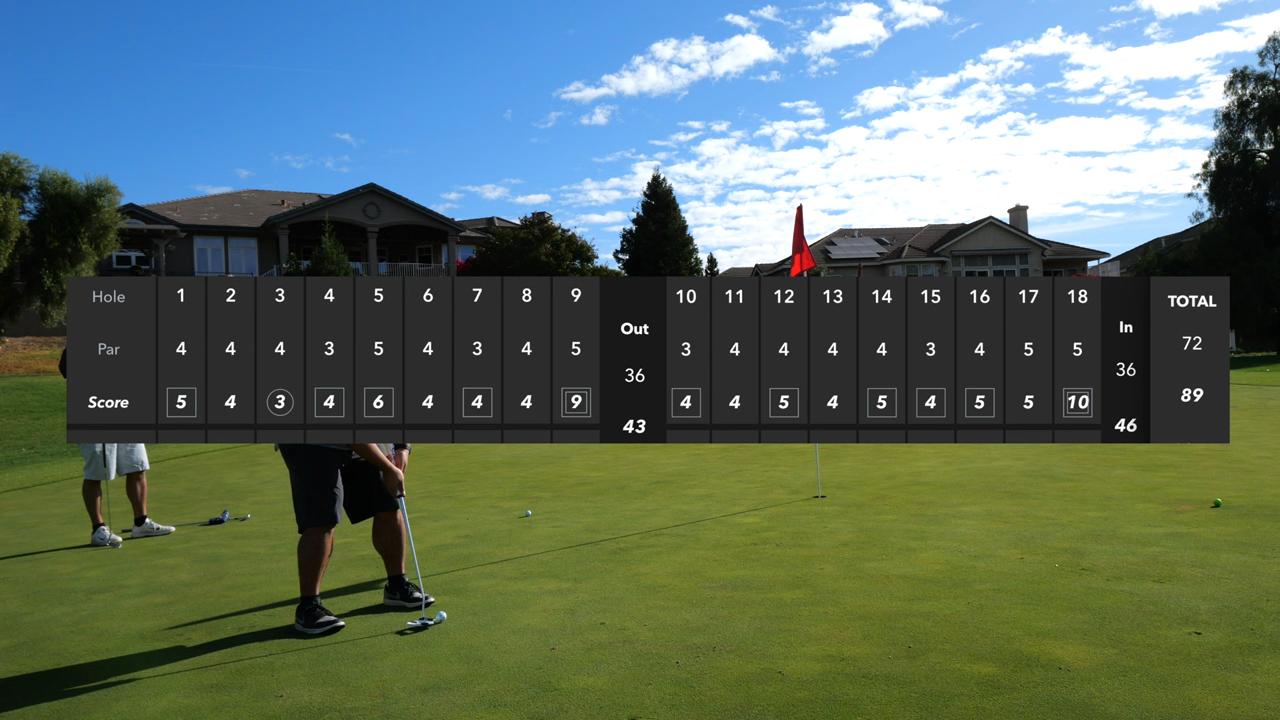 Hole 1 2 3 4 5 6 7 8 9 Out 10 11 12 13 14 15 16 17 18 In TOTAL
Par 4 4 4 3 5 4 3 4 5 36 3 4 4 4 4 3 4 5 5 36 72
Score 5 4 3 4 6 4 4 4 9 43 4 4 5 4 5 4 5 5 10 46 89